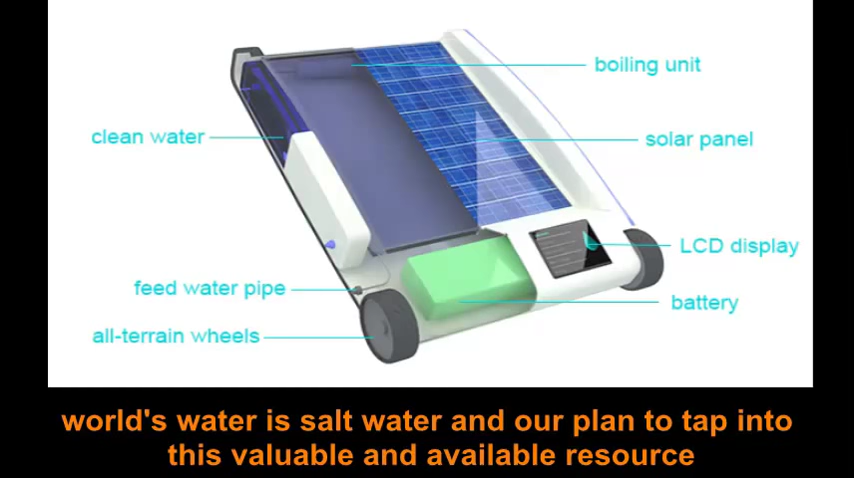 boiling unit
clean water
solar panel
LCD display
feed water pipe
battery
all-terrain wheels
world's water is salt water and our plan to tap into
this valuable and available resource